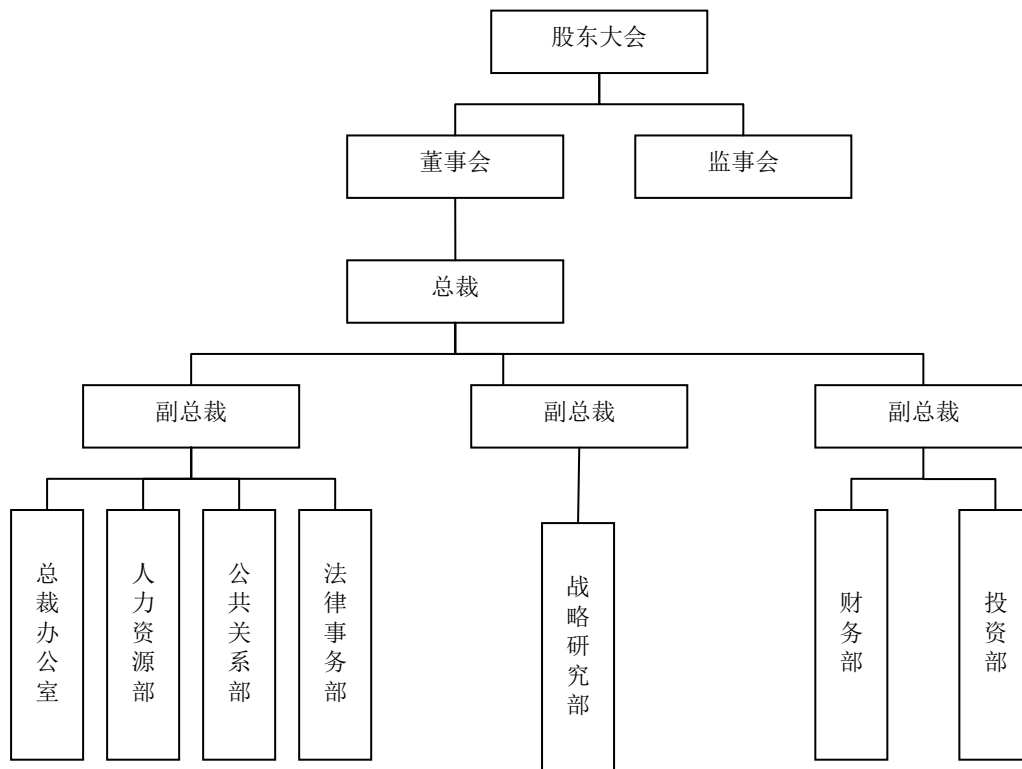 股东大会
董事会
监事会
总裁
副总裁
副总裁
副总裁
总裁办公室
人力资源部
公共关系部
法律事务部
战略研究部
财务部
投资部